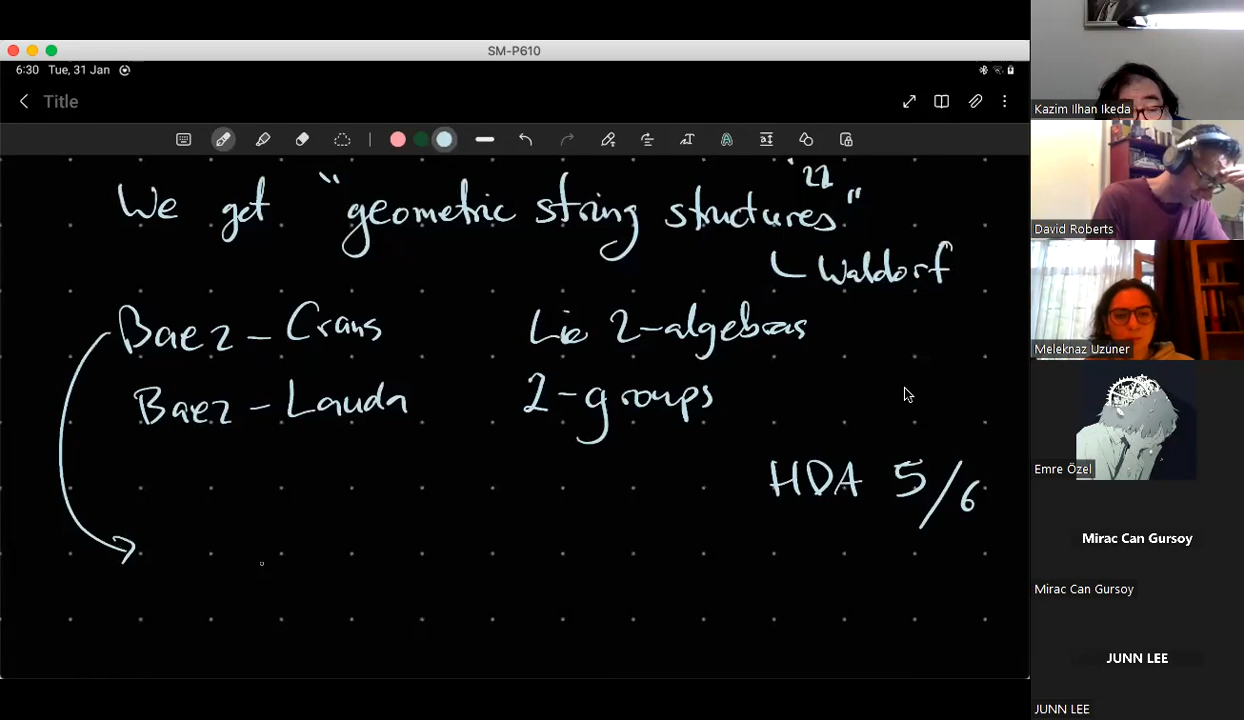 SM-P610
6:30 Tue, 31 Jan
Title
'22
We get "geometric string structures"
Waldorf
Baez - Crans Lie 2-algebras
Baez - Lauda 2-groups
HDA 5/6
Kazim Ilhan Ikeda
David Roberts
Meleknaz Uzuner
Emre Özel
Mirac Can Gursoy
Mirac Can Gursoy
JUNN LEE
JUNN LEE